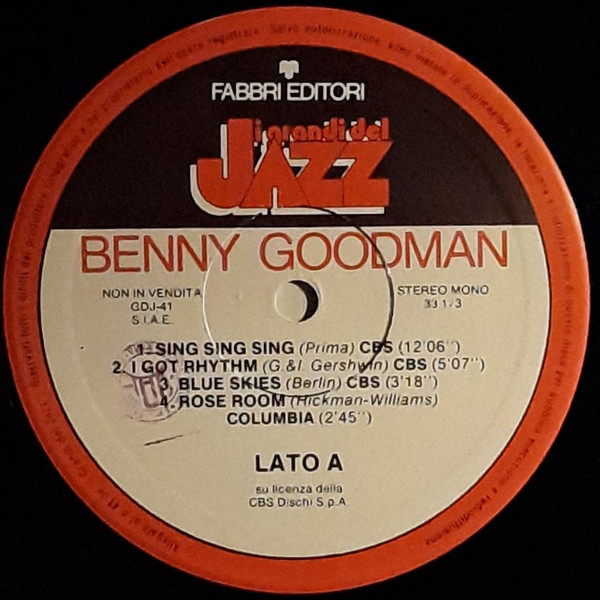 FABBRI EDITORI
i grandi del
JAZZ
BENNY GOODMAN
NON IN VENDITA
GDJ-41
S.I.A.E.
STEREO MONO
33 1/3
1. SING SING SING (Prima) CBS (12'06")
2. I GOT RHYTHM (G.&I. Gershwin) CBS (5'07")
3. BLUE SKIES (Berlin) CBS (3'18")
4. ROSE ROOM (Hickman-Williams)
COLUMBIA (2'45")
LATO A
su licenza della
CBS Dischi S.p.A